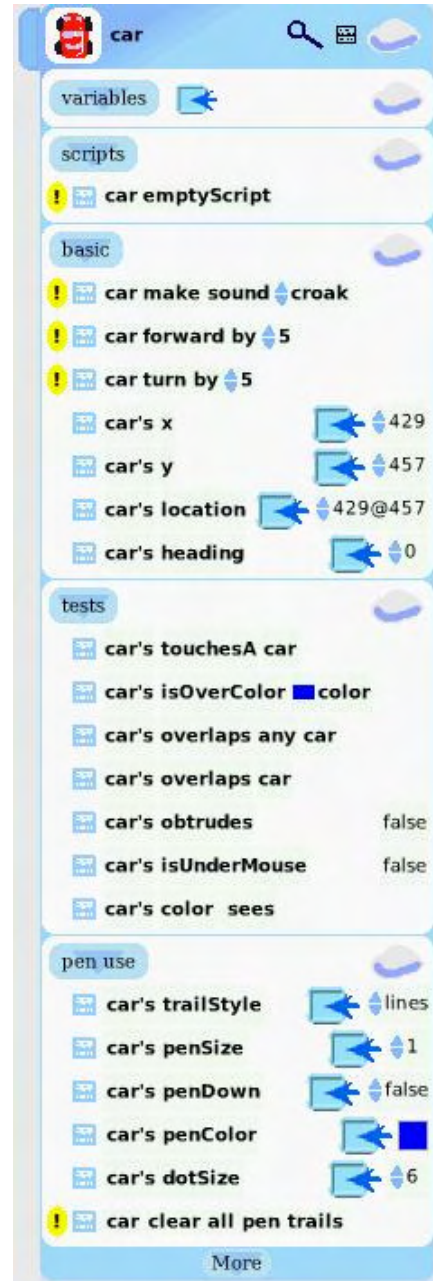 car
variables
scripts
! car emptyScript
basic
! car make sound croak
! car forward by 5
! car turn by 5
car's x 429
car's y 457
car's location 429@457
car's heading 0
tests
car's touchesA car
car's isOverColor color
car's overlaps any car
car's overlaps car
car's obtrudes false
car's isUnderMouse false
car's color sees
pen use
car's trailStyle lines
car's penSize 1
car's penDown false
car's penColor
car's dotSize 6
! car clear all pen trails
More